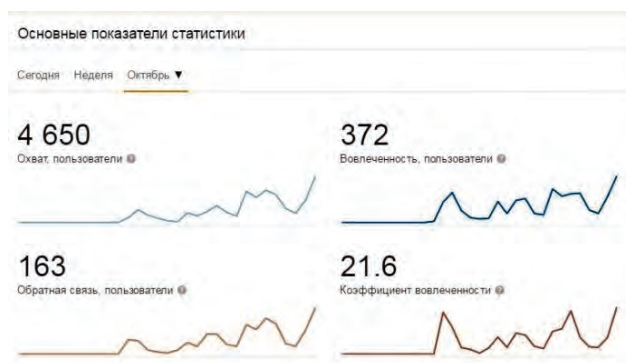 Основные показатели статистики
Сегодня Неделя Октябрь ▼
4 650
Охват, пользователи
372
Вовлеченность, пользователи
163
Обратная связь, пользователи
21.6
Коэффициент вовлеченности